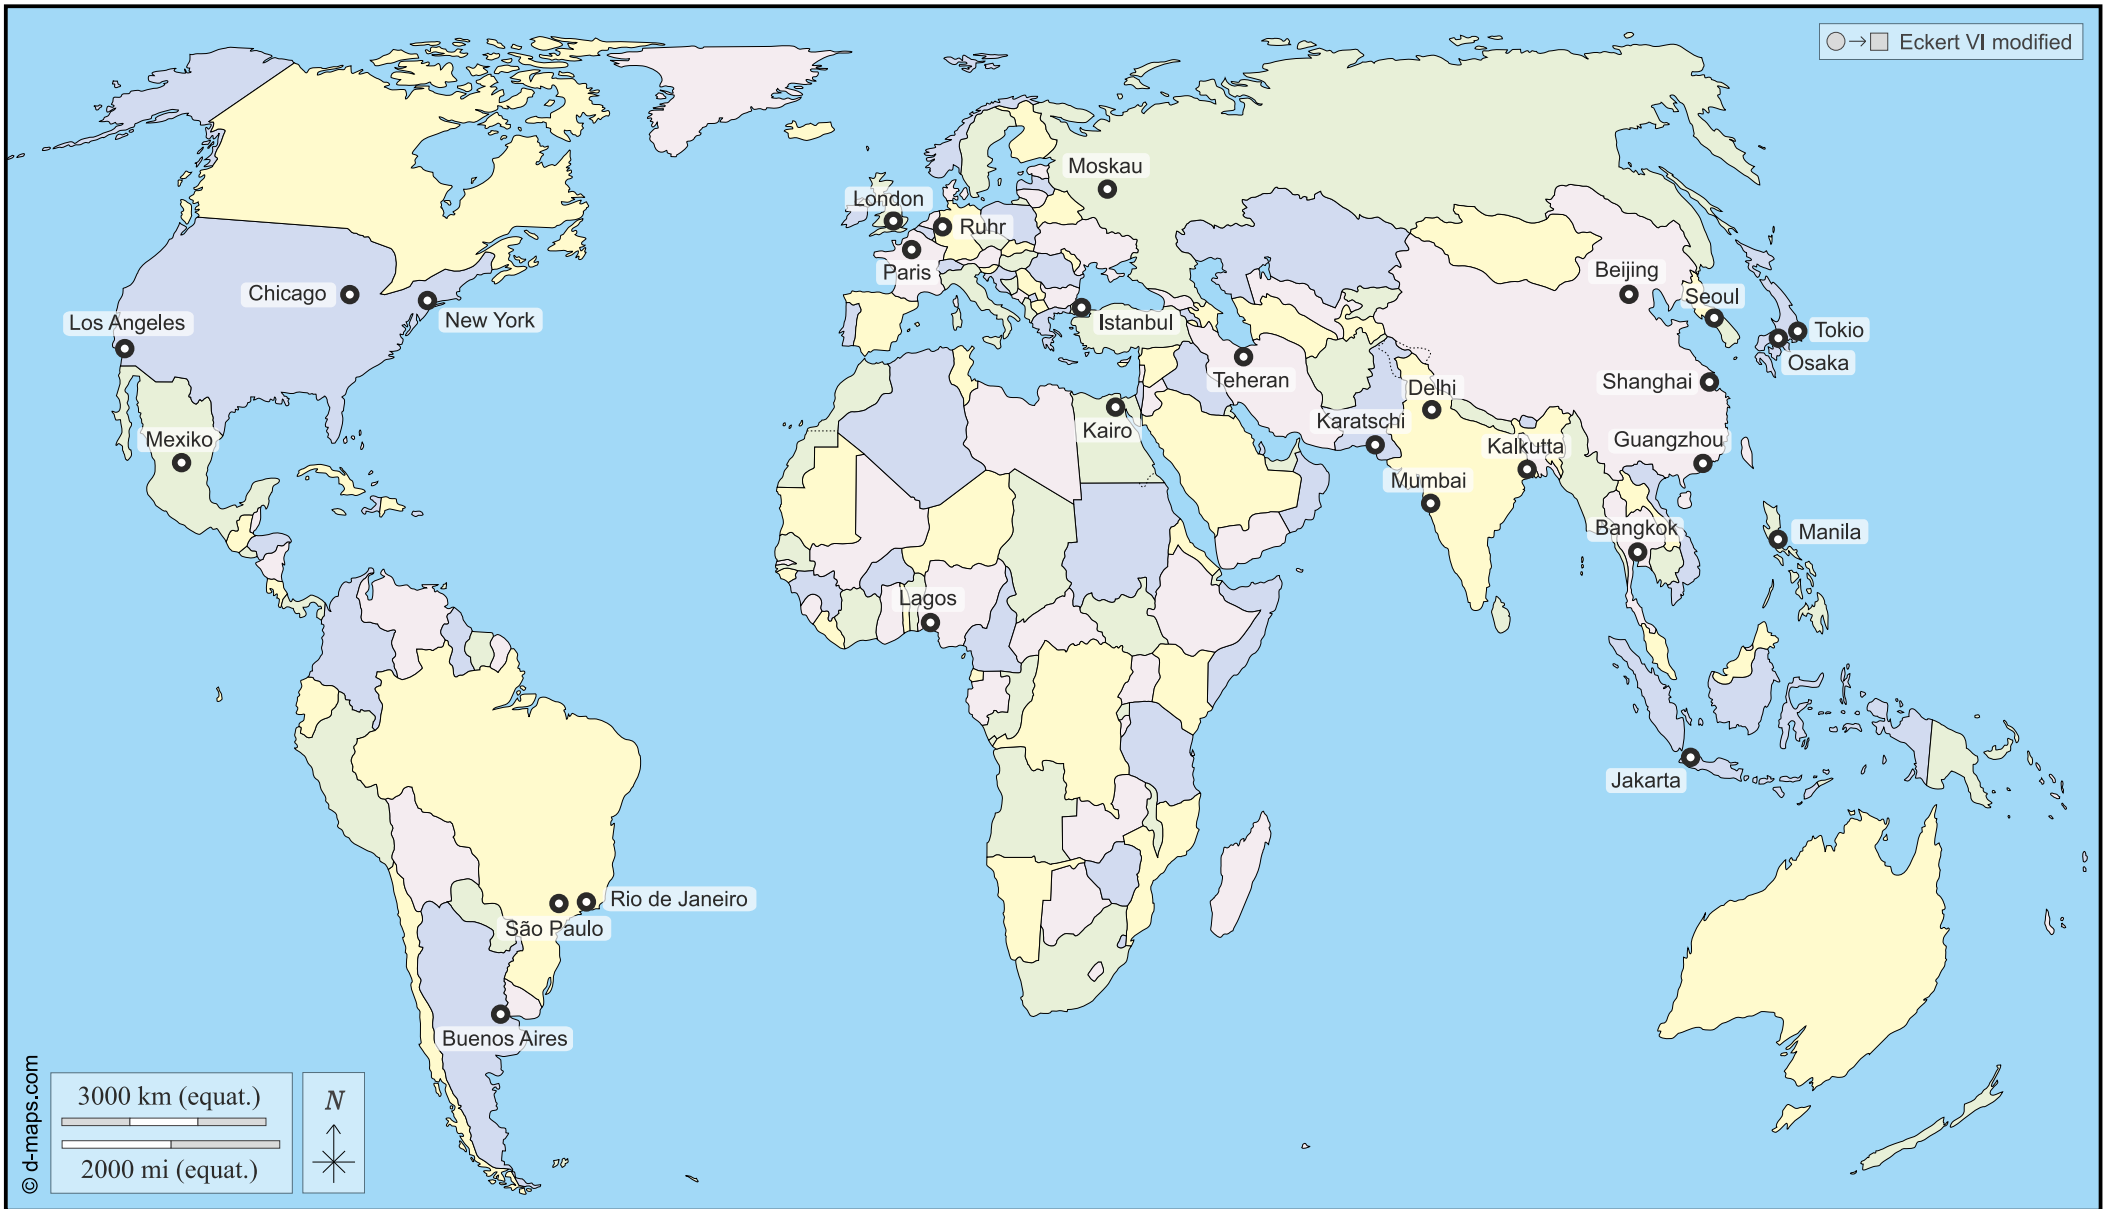 Eckert VI modified
Moskau
London
Ruhr
Paris
Beijing
Seoul
Chicago
New York
Los Angeles
Istanbul
Tokio
Osaka
Teheran
Shanghai
Delhi
Kairo
Karatschi
Mexiko
Kalkutta
Guangzhou
Mumbai
Bangkok
Manila
Lagos
Jakarta
Rio de Janeiro
São Paulo
Buenos Aires
© d-maps.com
3000 km (equat.)
2000 mi (equat.)
N